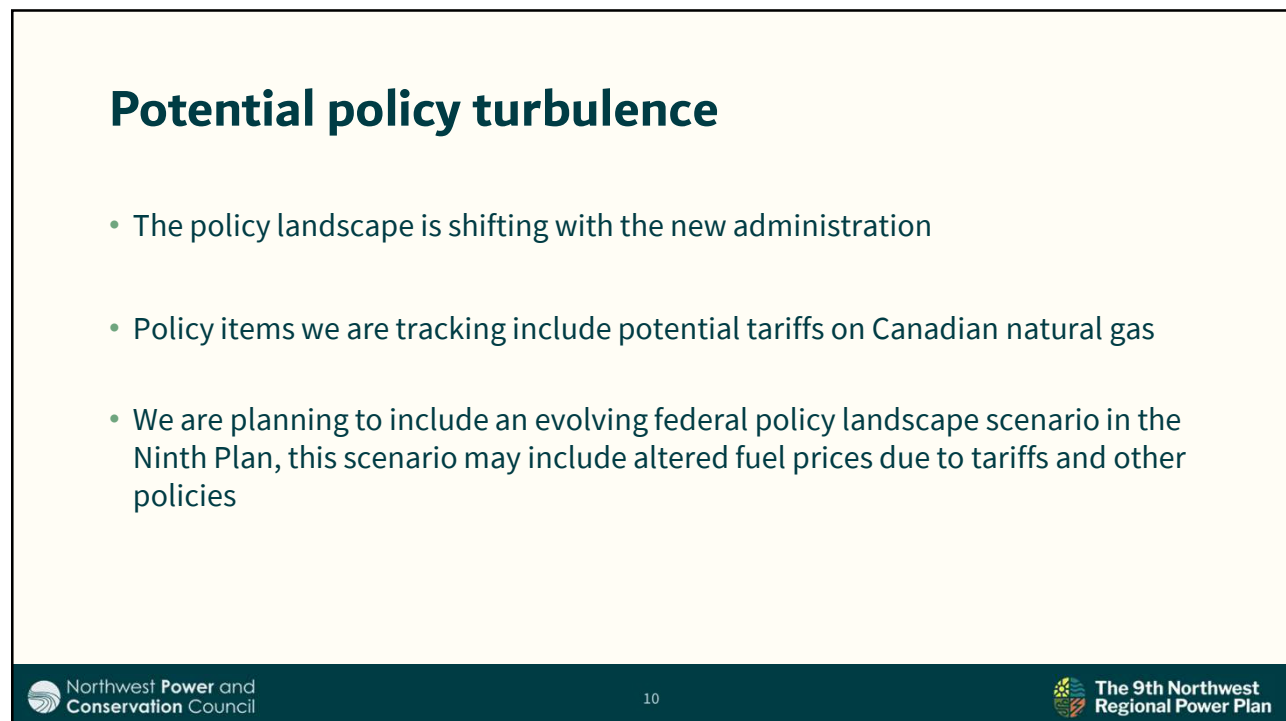 Potential policy turbulence
• The policy landscape is shifting with the new administration
• Policy items we are tracking include potential tariffs on Canadian natural gas
• We are planning to include an evolving federal policy landscape scenario in the
Ninth Plan, this scenario may include altered fuel prices due to tariffs and other
policies
Northwest Power and
Conservation Council
10
The 9th Northwest
Regional Power Plan